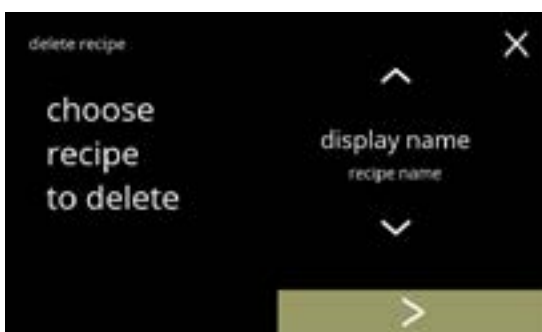 delete recipe
choose
recipe
to delete
display name
recipe name